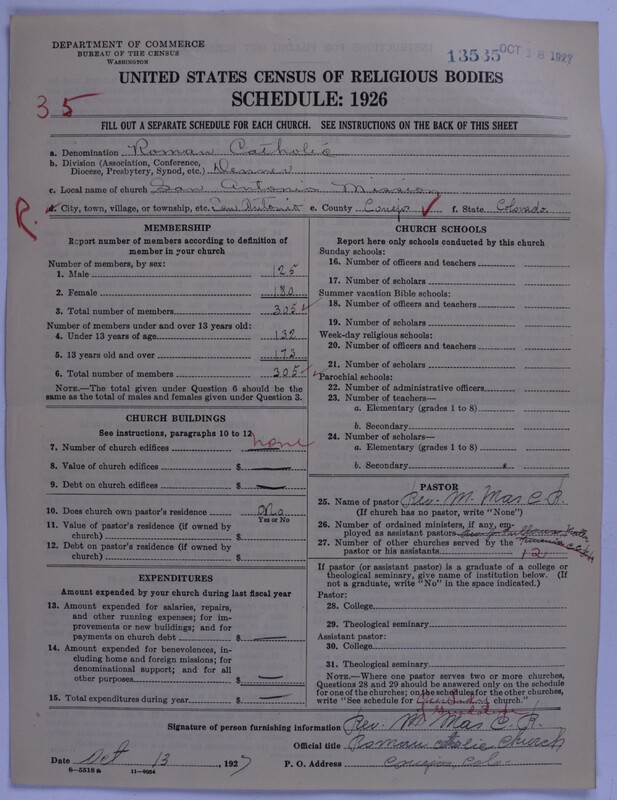 DEPARTMENT OF COMMERCE
BUREAU OF THE CENSUS
WASHINGTON
13535 OCT 18 1927
UNITED STATES CENSUS OF RELIGIOUS BODIES
SCHEDULE: 1926
35
FILL OUT A SEPARATE SCHEDULE FOR EACH CHURCH. SEE INSTRUCTIONS ON THE BACK OF THIS SHEET
a. Denomination Roman Catholic
b. Division (Association, Conference, Diocese, Presbytery, Synod, etc.) Denver
c. Local name of church San Antonio Mission
R. d. City, town, village, or township, etc. San Antonio e. County Conejos f. State Colorado
MEMBERSHIP
Report number of members according to definition of
member in your church
Number of members, by sex:
1. Male 125
2. Female 180
3. Total number of members 305
Number of members under and over 13 years old:
4. Under 13 years of age 132
5. 13 years old and over 173
6. Total number of members 305
NOTE.—The total given under Question 6 should be the
same as the total of males and females given under Question 3.
CHURCH BUILDINGS
See instructions, paragraphs 10 to 12
7. Number of church edifices none
8. Value of church edifices $
9. Debt on church edifices $
10. Does church own pastor's residence No
Yes or No
11. Value of pastor's residence (if owned by
church) $
12. Debt on pastor's residence (if owned by
church) $
EXPENDITURES
Amount expended by your church during last fiscal year
13. Amount expended for salaries, repairs,
and other running expenses; for im-
provements or new buildings; and for
payments on church debt $
14. Amount expended for benevolences, in-
cluding home and foreign missions; for
denominational support; and for all
other purposes $
15. Total expenditures during year $
CHURCH SCHOOLS
Report here only schools conducted by this church
Sunday schools:
16. Number of officers and teachers
17. Number of scholars
Summer vacation Bible schools:
18. Number of officers and teachers
19. Number of scholars
Week-day religious schools:
20. Number of officers and teachers
21. Number of scholars
Parochial schools:
22. Number of administrative officers
23. Number of teachers—
a. Elementary (grades 1 to 8)
b. Secondary
24. Number of scholars—
a. Elementary (grades 1 to 8)
b. Secondary
PASTOR
25. Name of pastor Rev. M. Mas C. R.
(If church has no pastor, write "None")
26. Number of ordained ministers, if any, em-
ployed as assistant pastors
27. Number of other churches served by the
pastor or his assistants 12
If pastor (or assistant pastor) is a graduate of a college or
theological seminary, give name of institution below. (If
not a graduate, write "No" in the space indicated.)
Pastor:
28. College
29. Theological seminary
Assistant pastor:
30. College
31. Theological seminary
NOTE.—Where one pastor serves two or more churches,
Questions 28 and 29 should be answered only on the schedule
for one of the churches; on the schedules for the other churches,
write "See schedule for church."
Signature of person furnishing information Rev. M. Mas C. R.
Official title Roman Catholic Church
Date Oct 13, 1927 P. O. Address Conejos, Colo.
8-5518a 11-9054